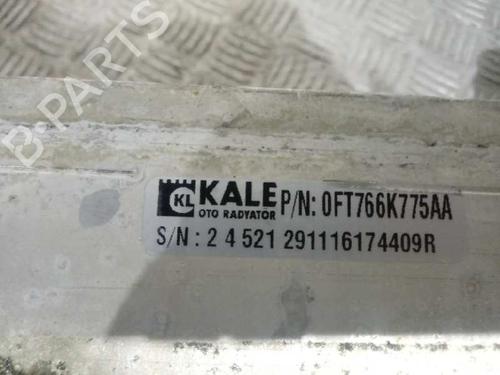 B-PARTS
KL KALE P/N: 0FT766K775AA
OTO RADYATOR
S/N : 2 4 521 291116174409R